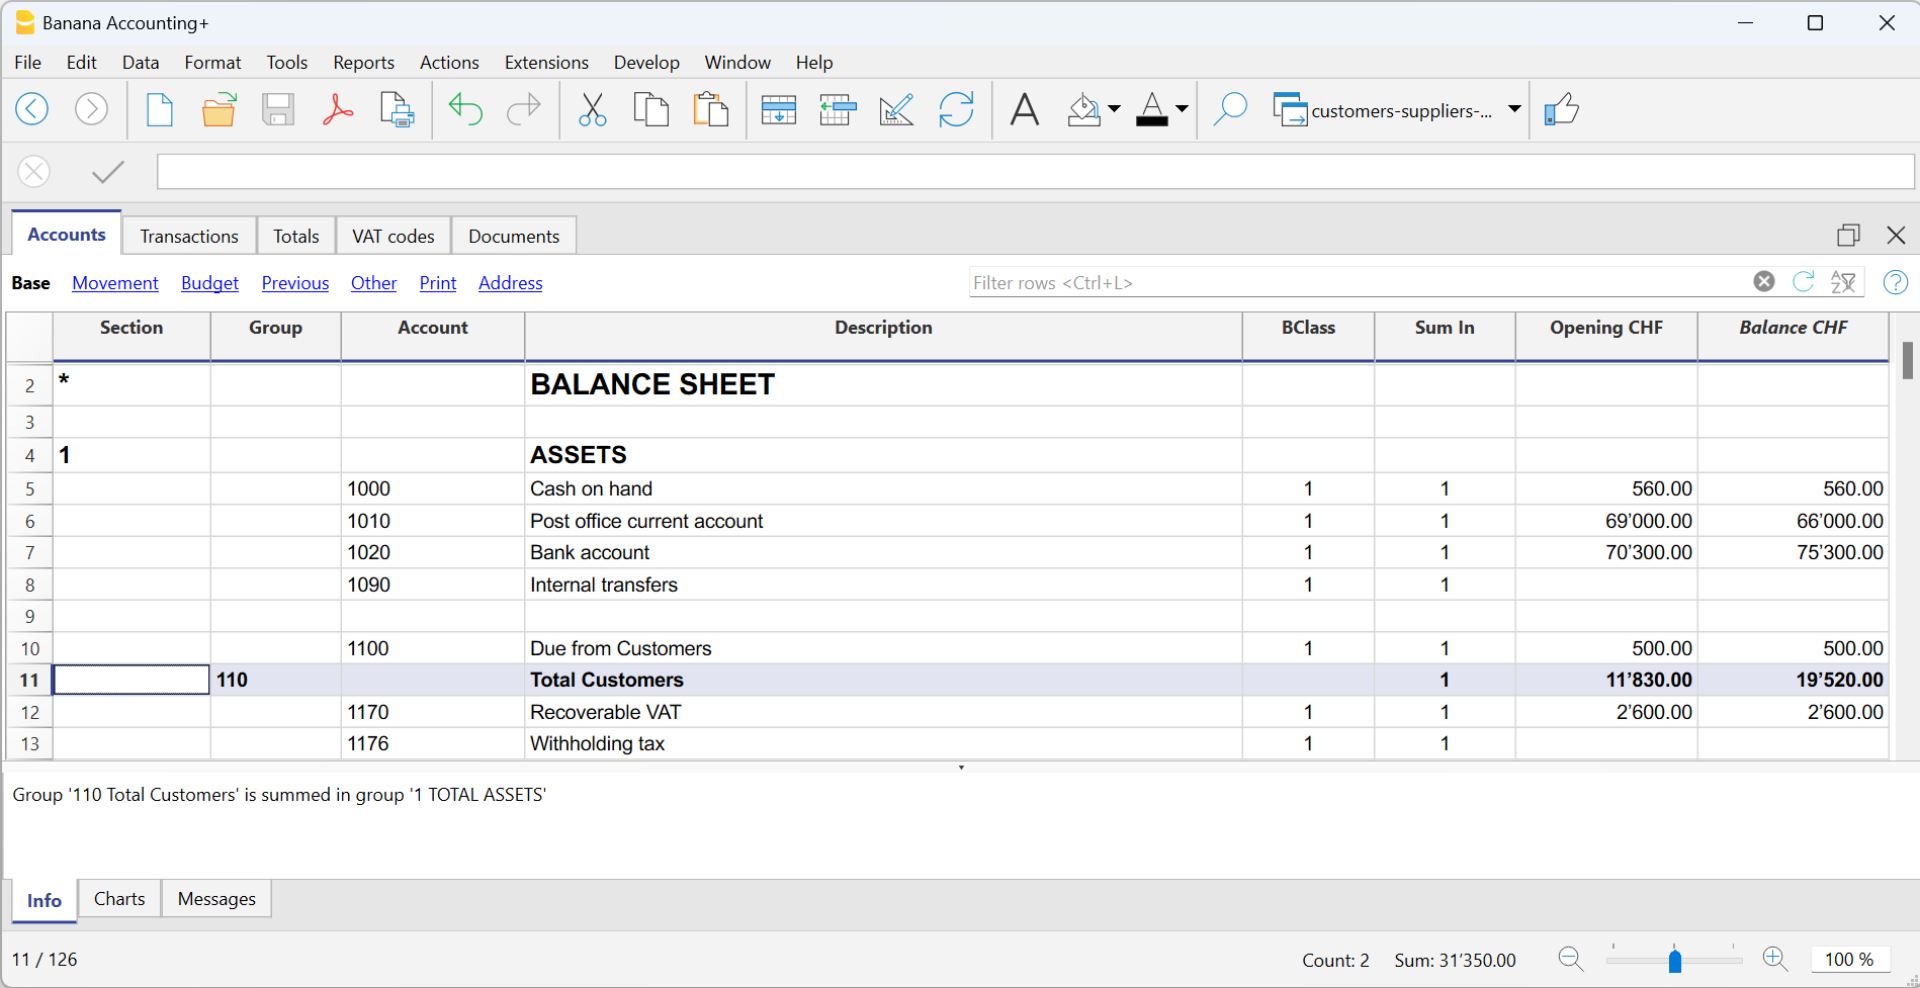 Banana Accounting+
File Edit Data Format Tools Reports Actions Extensions Develop Window Help
customers-suppliers-...
Accounts Transactions Totals VAT codes Documents
Base Movement Budget Previous Other Print Address Filter rows <Ctrl+L>
Section Group Account Description BClass Sum In Opening CHF Balance CHF
2 * BALANCE SHEET
3
4 1 ASSETS
5 1000 Cash on hand 1 1 560.00 560.00
6 1010 Post office current account 1 1 69’000.00 66’000.00
7 1020 Bank account 1 1 70’300.00 75’300.00
8 1090 Internal transfers 1 1
9
10 1100 Due from Customers 1 1 500.00 500.00
11 110 Total Customers 1 11’830.00 19’520.00
12 1170 Recoverable VAT 1 1 2’600.00 2’600.00
13 1176 Withholding tax 1 1
Group '110 Total Customers' is summed in group '1 TOTAL ASSETS'
Info Charts Messages
11 / 126 Count: 2 Sum: 31’350.00 100 %